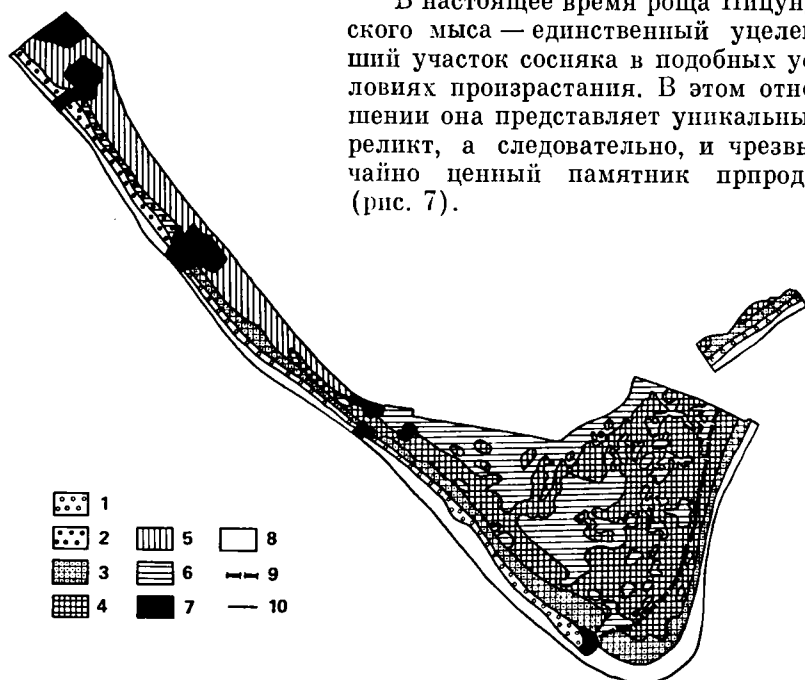 В настоящее время роща Пицун-
ского мыса — единственный уцелев-
ший участок сосняка в подобных ус-
ловиях произрастания. В этом отно-
шении она представляет уникальный
реликт, а следовательно, и чрезвы-
чайно ценный памятник прпрод
(рис. 7).
1
2 5 8
3 6 9
4 7 10